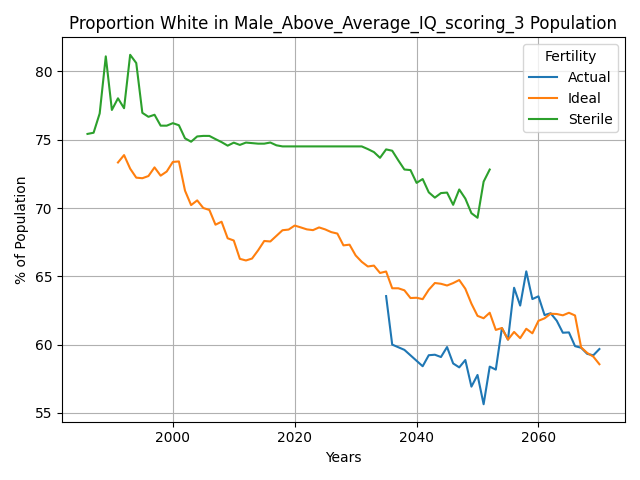 Proportion White in Male_Above_Average_IQ_scoring_3 Population
% of Population
80
75
70
65
60
55
2000
2020
2040
2060
Years
Fertility
Actual
Ideal
Sterile